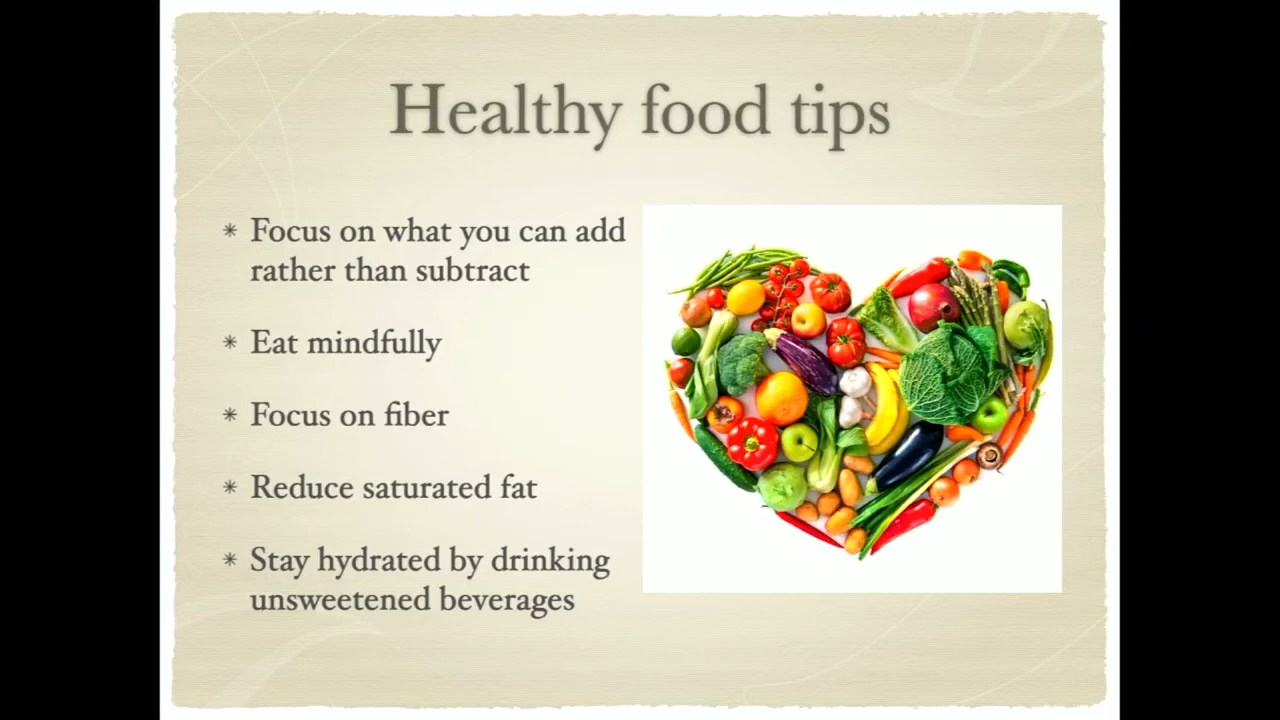 Healthy food tips
* Focus on what you can add
rather than subtract
* Eat mindfully
* Focus on fiber
* Reduce saturated fat
* Stay hydrated by drinking
unsweetened beverages